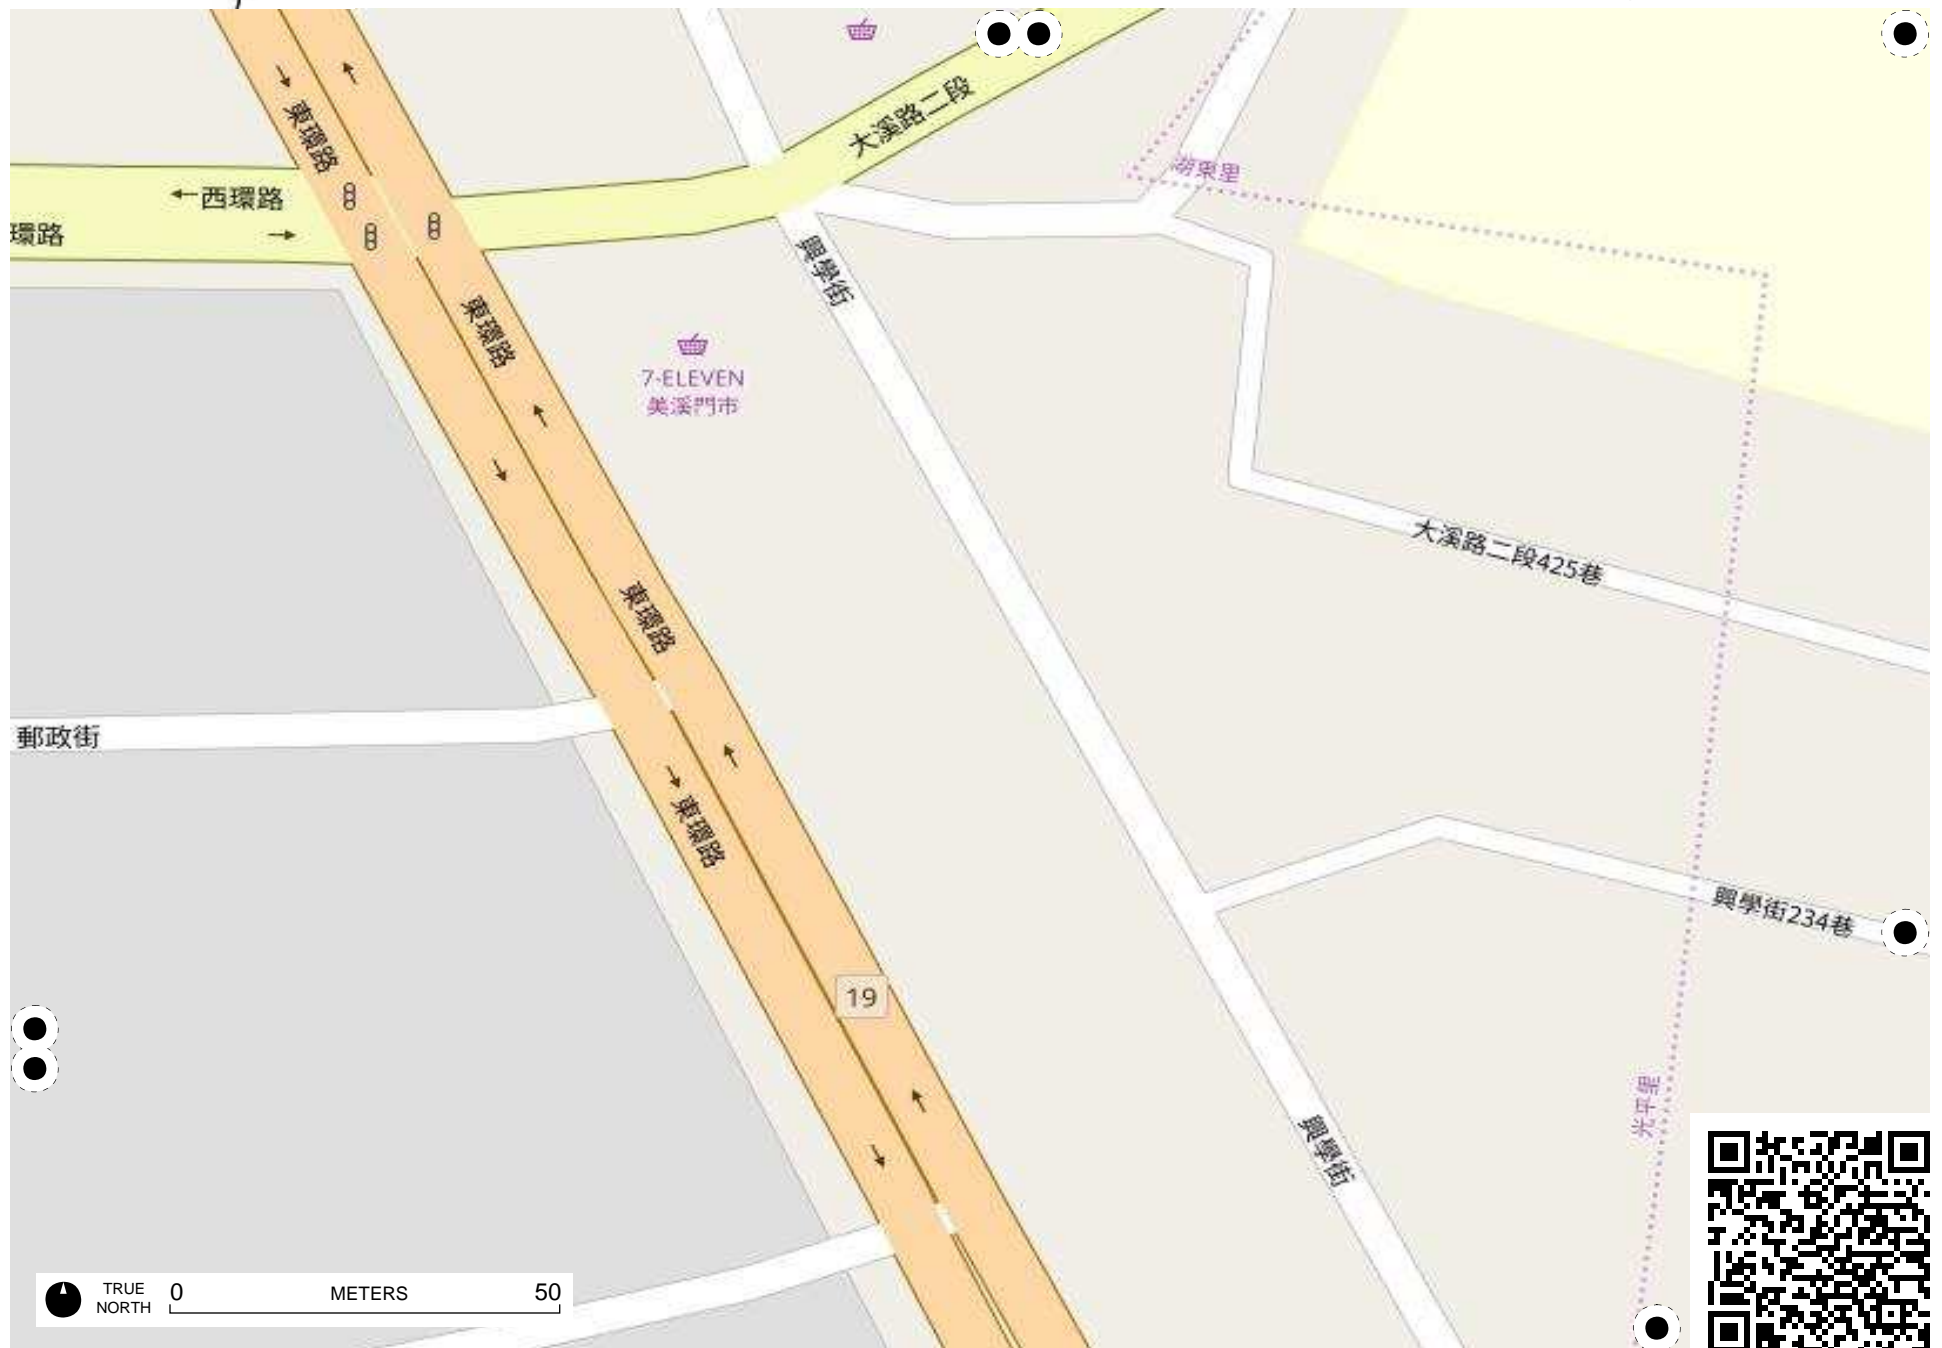 東環路
大溪路二段
湖東里
←西環路
環路
興學街
東環路
7-ELEVEN
美溪門市
大溪路二段425巷
東環路
郵政街
東環路
興學街234巷
19
光平里
興學街
TRUE
NORTH
0 METERS 50